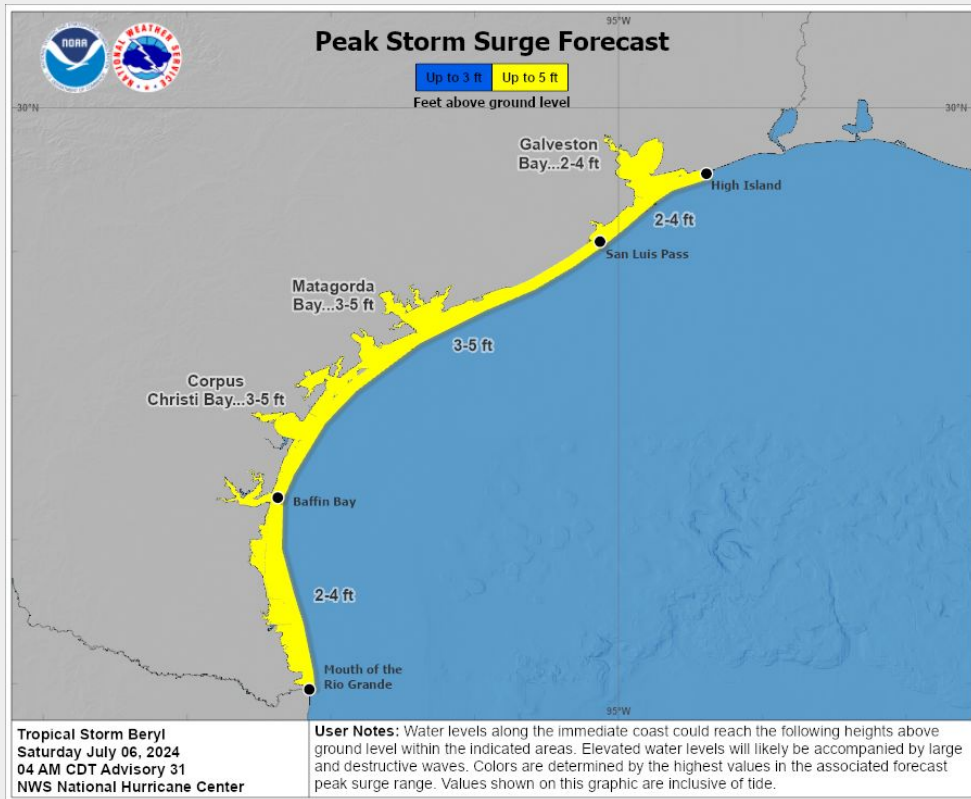 95°W
Peak Storm Surge Forecast
NOAA
NATIONAL WEATHER SERVICE
Up to 3 ft Up to 5 ft
Feet above ground level
30°N
30°N
Galveston
Bay...2-4 ft
High Island
2-4 ft
San Luis Pass
Matagorda
Bay...3-5 ft
3-5 ft
Corpus
Christi Bay...3-5 ft
Baffin Bay
2-4 ft
Mouth of the
Rio Grande
95°W
Tropical Storm Beryl
Saturday July 06, 2024
04 AM CDT Advisory 31
NWS National Hurricane Center
User Notes: Water levels along the immediate coast could reach the following heights above
ground level within the indicated areas. Elevated water levels will likely be accompanied by large
and destructive waves. Colors are determined by the highest values in the associated forecast
peak surge range. Values shown on this graphic are inclusive of tide.